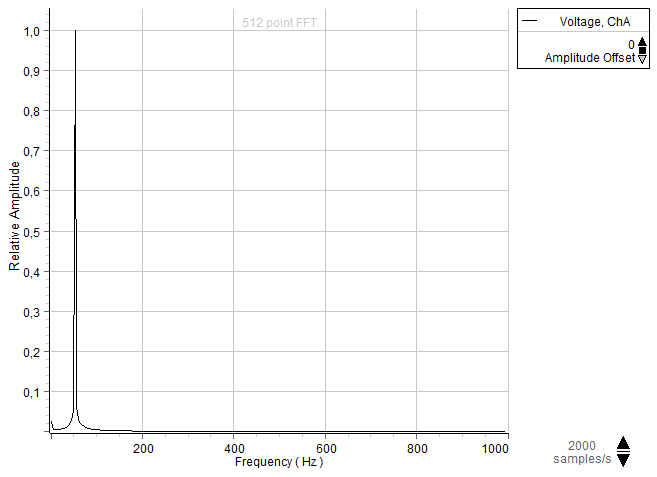 512 point FFT
Voltage, ChA
0
Amplitude Offset
1,0
0,9
0,8
0,7
0,6
0,5
0,4
0,3
0,2
0,1
Relative Amplitude
200
400
600
800
1000
Frequency ( Hz )
2000
samples/s